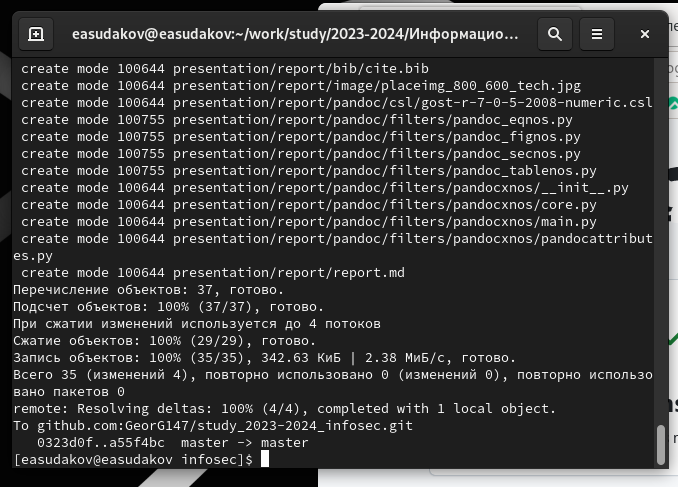 easudakov@easudakov:~/work/study/2023-2024/Информацио...
create mode 100644 presentation/report/bib/cite.bib
create mode 100644 presentation/report/image/placeimg_800_600_tech.jpg
create mode 100644 presentation/report/pandoc/csl/gost-r-7-0-5-2008-numeric.csl
create mode 100755 presentation/report/pandoc/filters/pandoc_eqnos.py
create mode 100755 presentation/report/pandoc/filters/pandoc_fignos.py
create mode 100755 presentation/report/pandoc/filters/pandoc_secnos.py
create mode 100755 presentation/report/pandoc/filters/pandoc_tablenos.py
create mode 100644 presentation/report/pandoc/filters/pandocxnos/__init__.py
create mode 100644 presentation/report/pandoc/filters/pandocxnos/core.py
create mode 100644 presentation/report/pandoc/filters/pandocxnos/main.py
create mode 100644 presentation/report/pandoc/filters/pandocxnos/pandocattribut
es.py
create mode 100644 presentation/report/report.md
Перечисление объектов: 37, готово.
Подсчет объектов: 100% (37/37), готово.
При сжатии изменений используется до 4 потоков
Сжатие объектов: 100% (29/29), готово.
Запись объектов: 100% (35/35), 342.63 КиБ | 2.38 МиБ/с, готово.
Всего 35 (изменений 4), повторно использовано 0 (изменений 0), повторно использо
вано пакетов 0
remote: Resolving deltas: 100% (4/4), completed with 1 local object.
To github.com:GeorG147/study_2023-2024_infosec.git
0323d0f..a55f4bc  master -> master
[easudakov@easudakov infosec]$